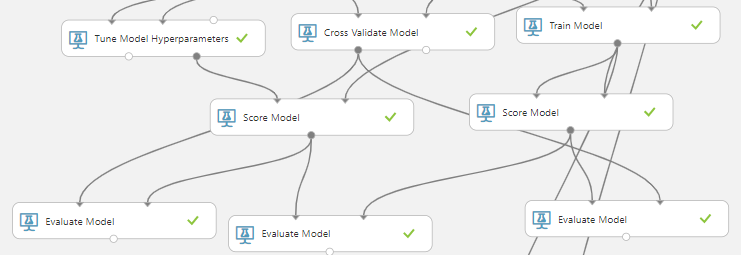 Tune Model Hyperparameters
Cross Validate Model
Train Model
Score Model
Score Model
Evaluate Model
Evaluate Model
Evaluate Model